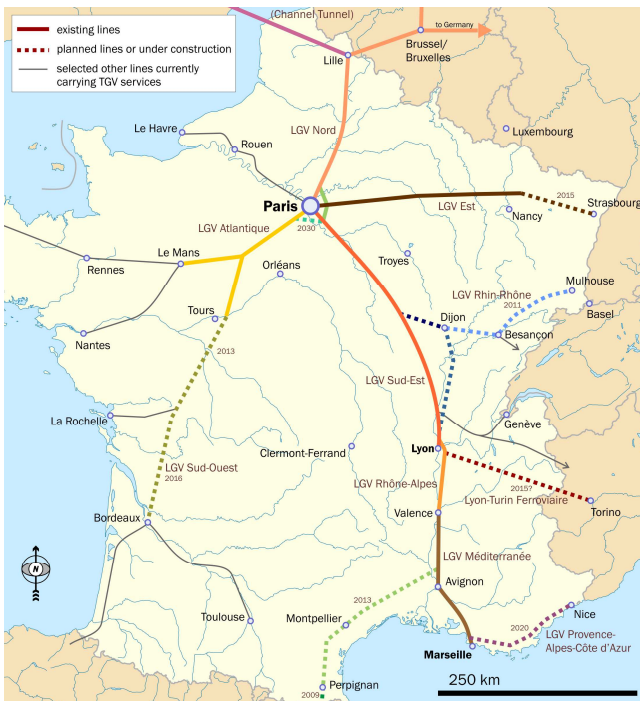 existing lines
planned lines or under construction
selected other lines currently
carrying TGV services
(Channel Tunnel)
to Germany
Brussel/
Bruxelles
Lille
Le Havre
LGV Nord
Luxembourg
Rouen
Paris
LGV Est
2015
Strasbourg
LGV Atlantique
2030
Nancy
Le Mans
Troyes
Rennes
Orléans
Mulhouse
LGV Rhin-Rhône
2011
Tours
Dijon
Basel
Besançon
Nantes
2013
LGV Sud-Est
La Rochelle
Genève
Clermont-Ferrand
Lyon
LGV Sud-Ouest
2016
2015?
LGV Rhône-Alpes
Lyon-Turin Ferroviaire
Valence
Torino
Bordeaux
LGV Méditerranée
N
Avignon
2013
Toulouse
Montpellier
Nice
2020
LGV Provence-
Alpes-Côte d'Azur
Marseille
250 km
Perpignan
2009